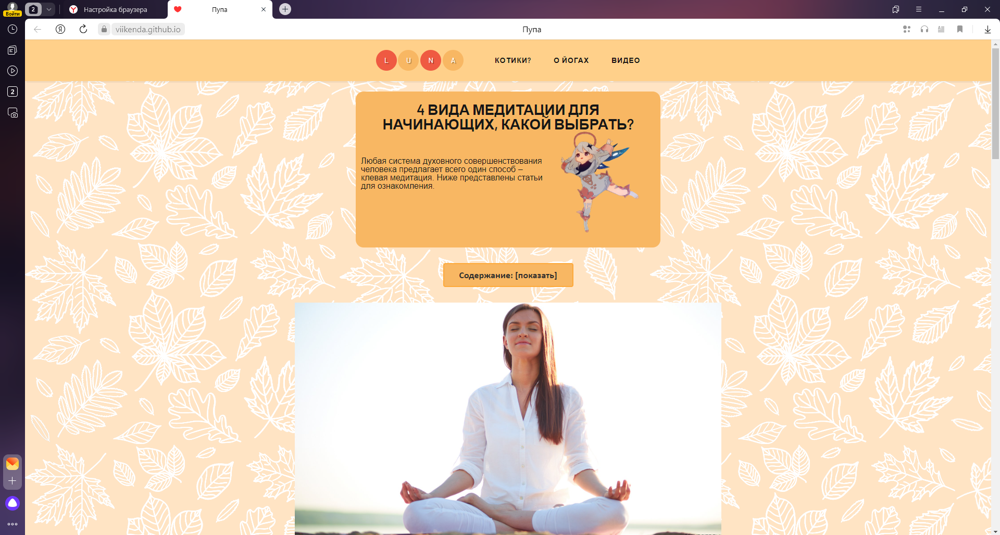 2
Настройка браузера
Пупа
Войти
viikenda.github.io
Пупа
2
L U N A
КОТИКИ?
О ЙОГАХ
ВИДЕО
4 ВИДА МЕДИТАЦИИ ДЛЯ
НАЧИНАЮЩИХ, КАКОЙ ВЫБРАТЬ?
Любая система духовного совершенствования
человека предлагает всего один способ –
клевая медитация. Ниже представлены статьи
для ознакомления.
Содержание: [показать]